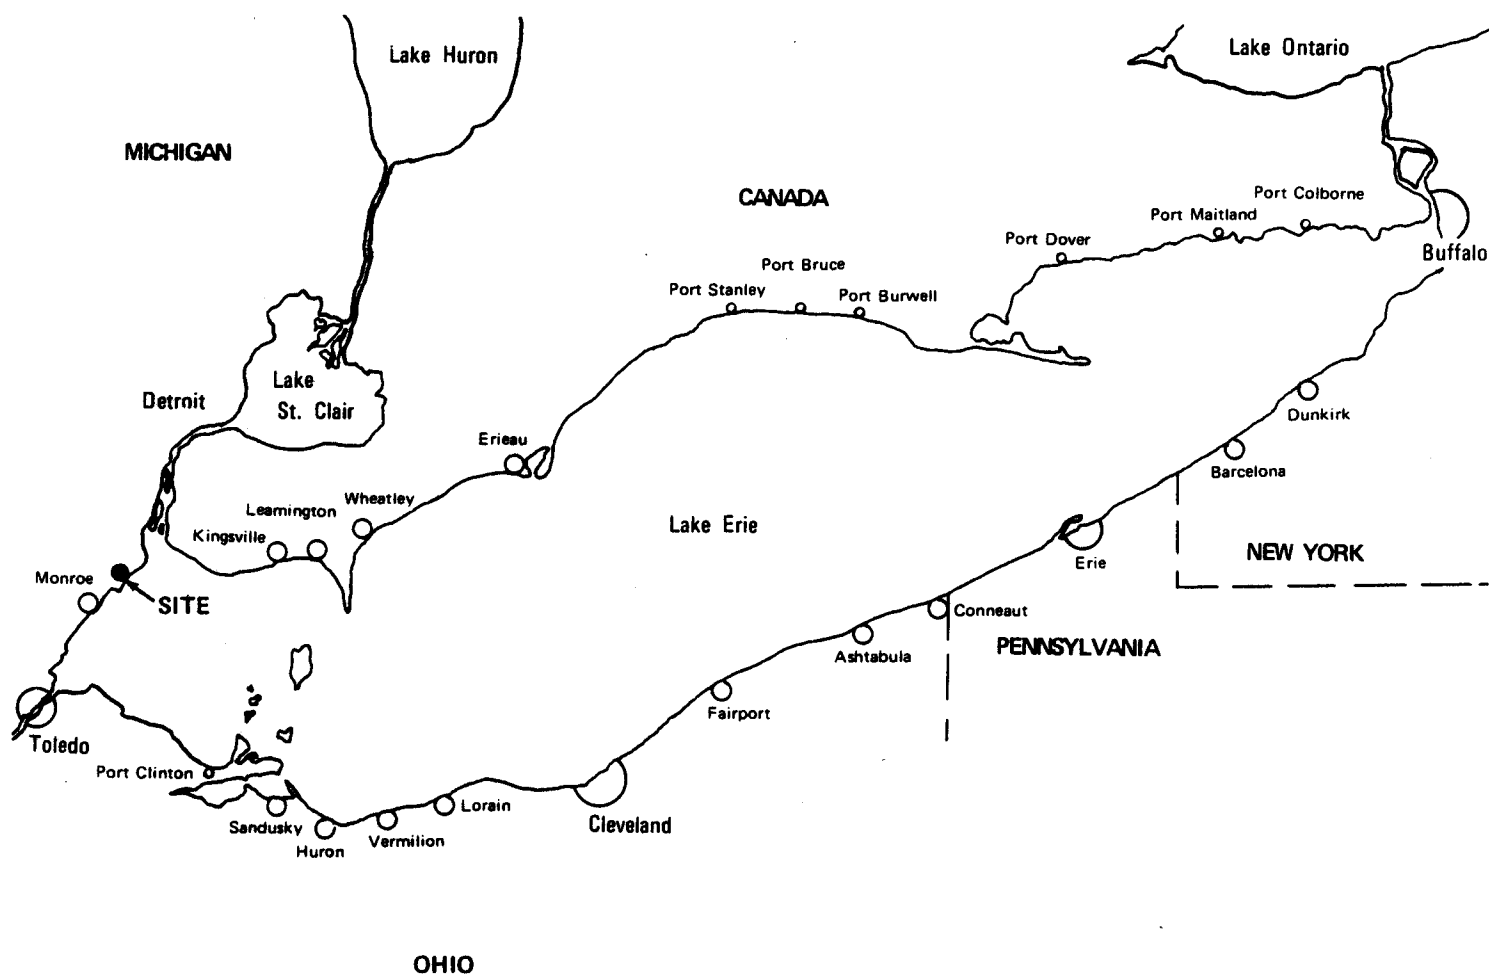 Lake Huron
Lake Ontario
MICHIGAN
CANADA
Port Colborne
Port Maitland
Port Dover
Buffalo
Port Bruce
Port Stanley
Port Burwell
Lake
St. Clair
Detroit
Dunkirk
Erieau
Barcelona
Wheatley
Leamington
Kingsville
Lake Erie
NEW YORK
Erie
Monroe
SITE
Conneaut
PENNSYLVANIA
Ashtabula
Fairport
Toledo
Port Clinton
Lorain
Sandusky
Cleveland
Vermilion
Huron
OHIO